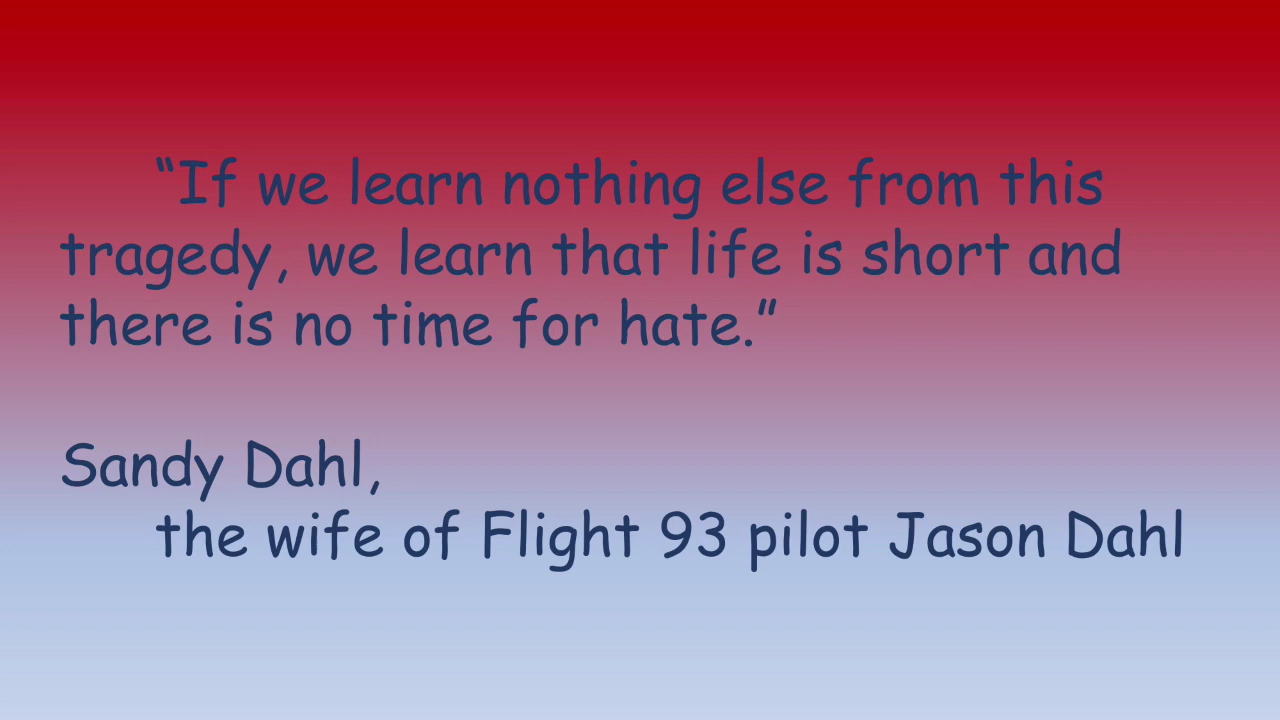 “If we learn nothing else from this
tragedy, we learn that life is short and
there is no time for hate.”
Sandy Dahl,
the wife of Flight 93 pilot Jason Dahl